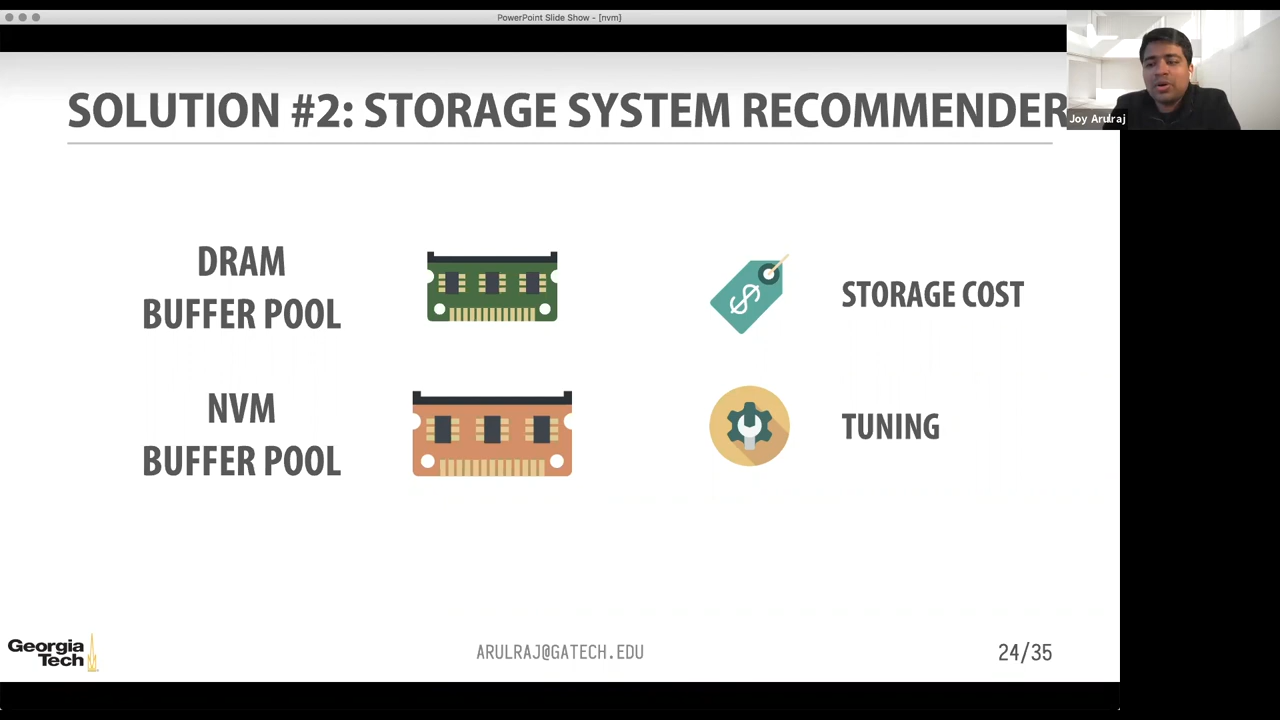 PowerPoint Slide Show - [nvm]
SOLUTION #2: STORAGE SYSTEM RECOMMENDER
Joy Arulraj
DRAM
BUFFER POOL
$
STORAGE COST
NVM
BUFFER POOL
TUNING
Georgia
Tech
ARULRAJ@GATECH.EDU
24/35